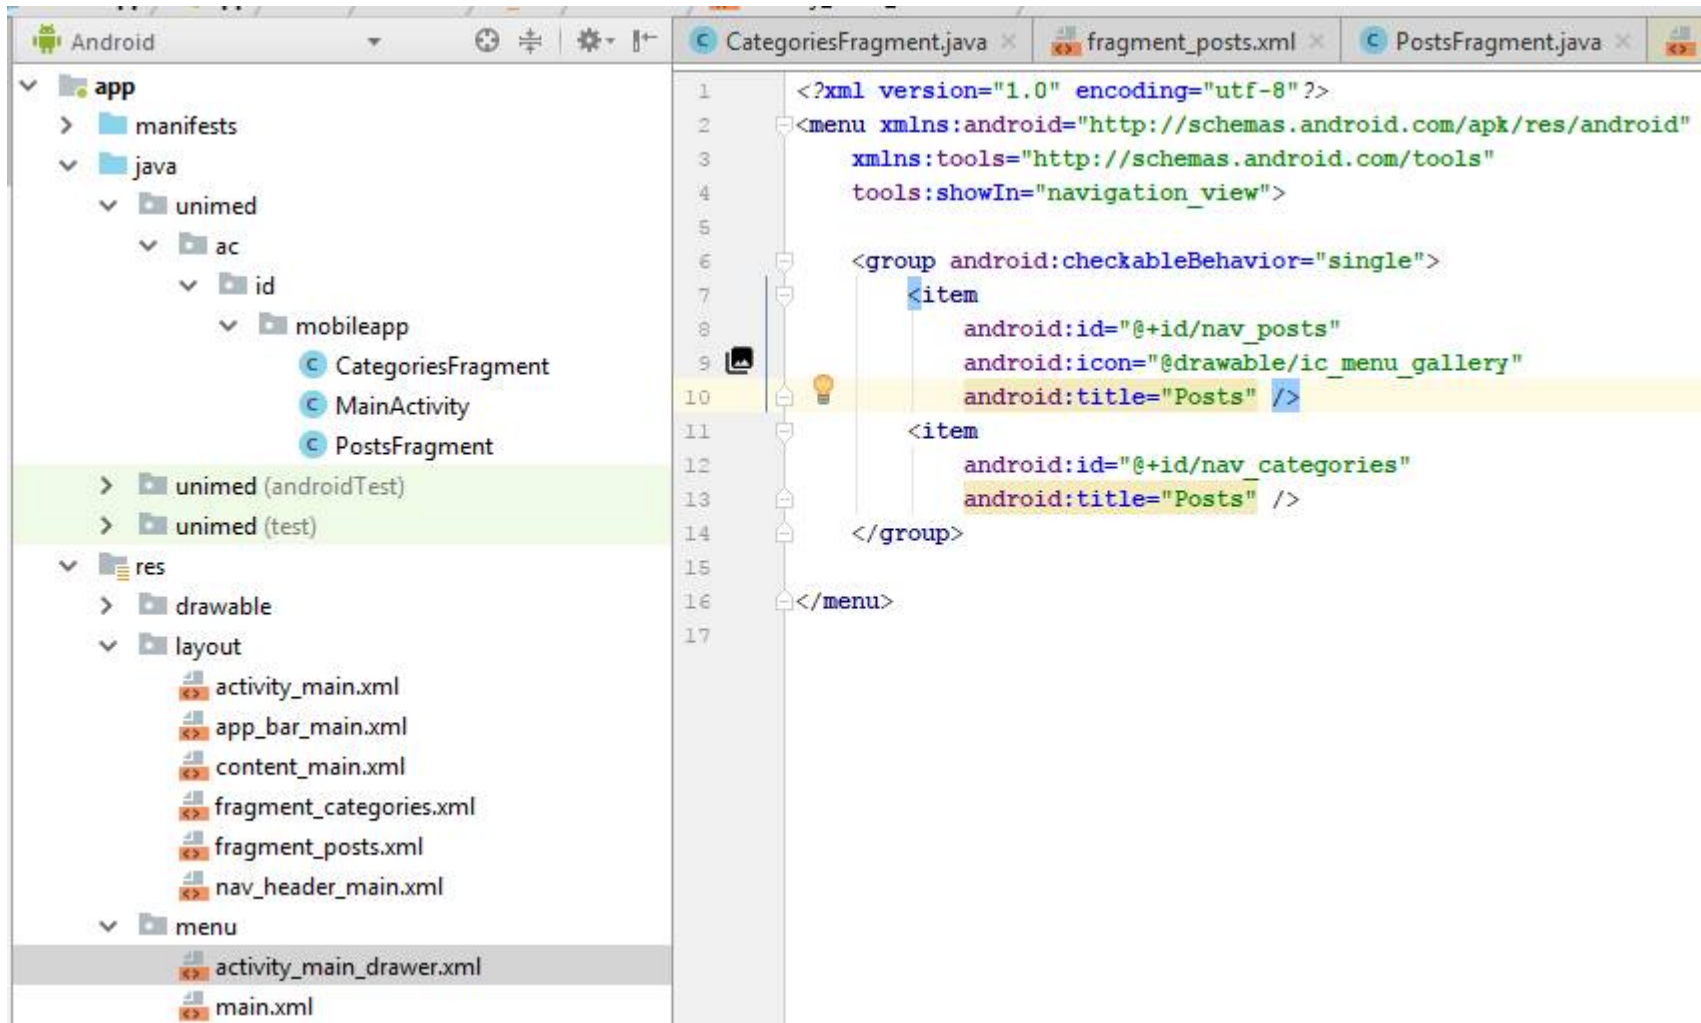 Android
app
manifests
java
unimed
ac
id
mobileapp
CategoriesFragment
MainActivity
PostsFragment
unimed (androidTest)
unimed (test)
res
drawable
layout
activity_main.xml
app_bar_main.xml
content_main.xml
fragment_categories.xml
fragment_posts.xml
nav_header_main.xml
menu
activity_main_drawer.xml
main.xml
CategoriesFragment.java
fragment_posts.xml
PostsFragment.java
1 <?xml version="1.0" encoding="utf-8"?>
2 <menu xmlns:android="http://schemas.android.com/apk/res/android"
3 xmlns:tools="http://schemas.android.com/tools"
4 tools:showIn="navigation_view">
5
6 <group android:checkableBehavior="single">
7 <item
8 android:id="@+id/nav_posts"
9 android:icon="@drawable/ic_menu_gallery"
10 android:title="Posts" />
11 <item
12 android:id="@+id/nav_categories"
13 android:title="Posts" />
14 </group>
15
16 </menu>
17